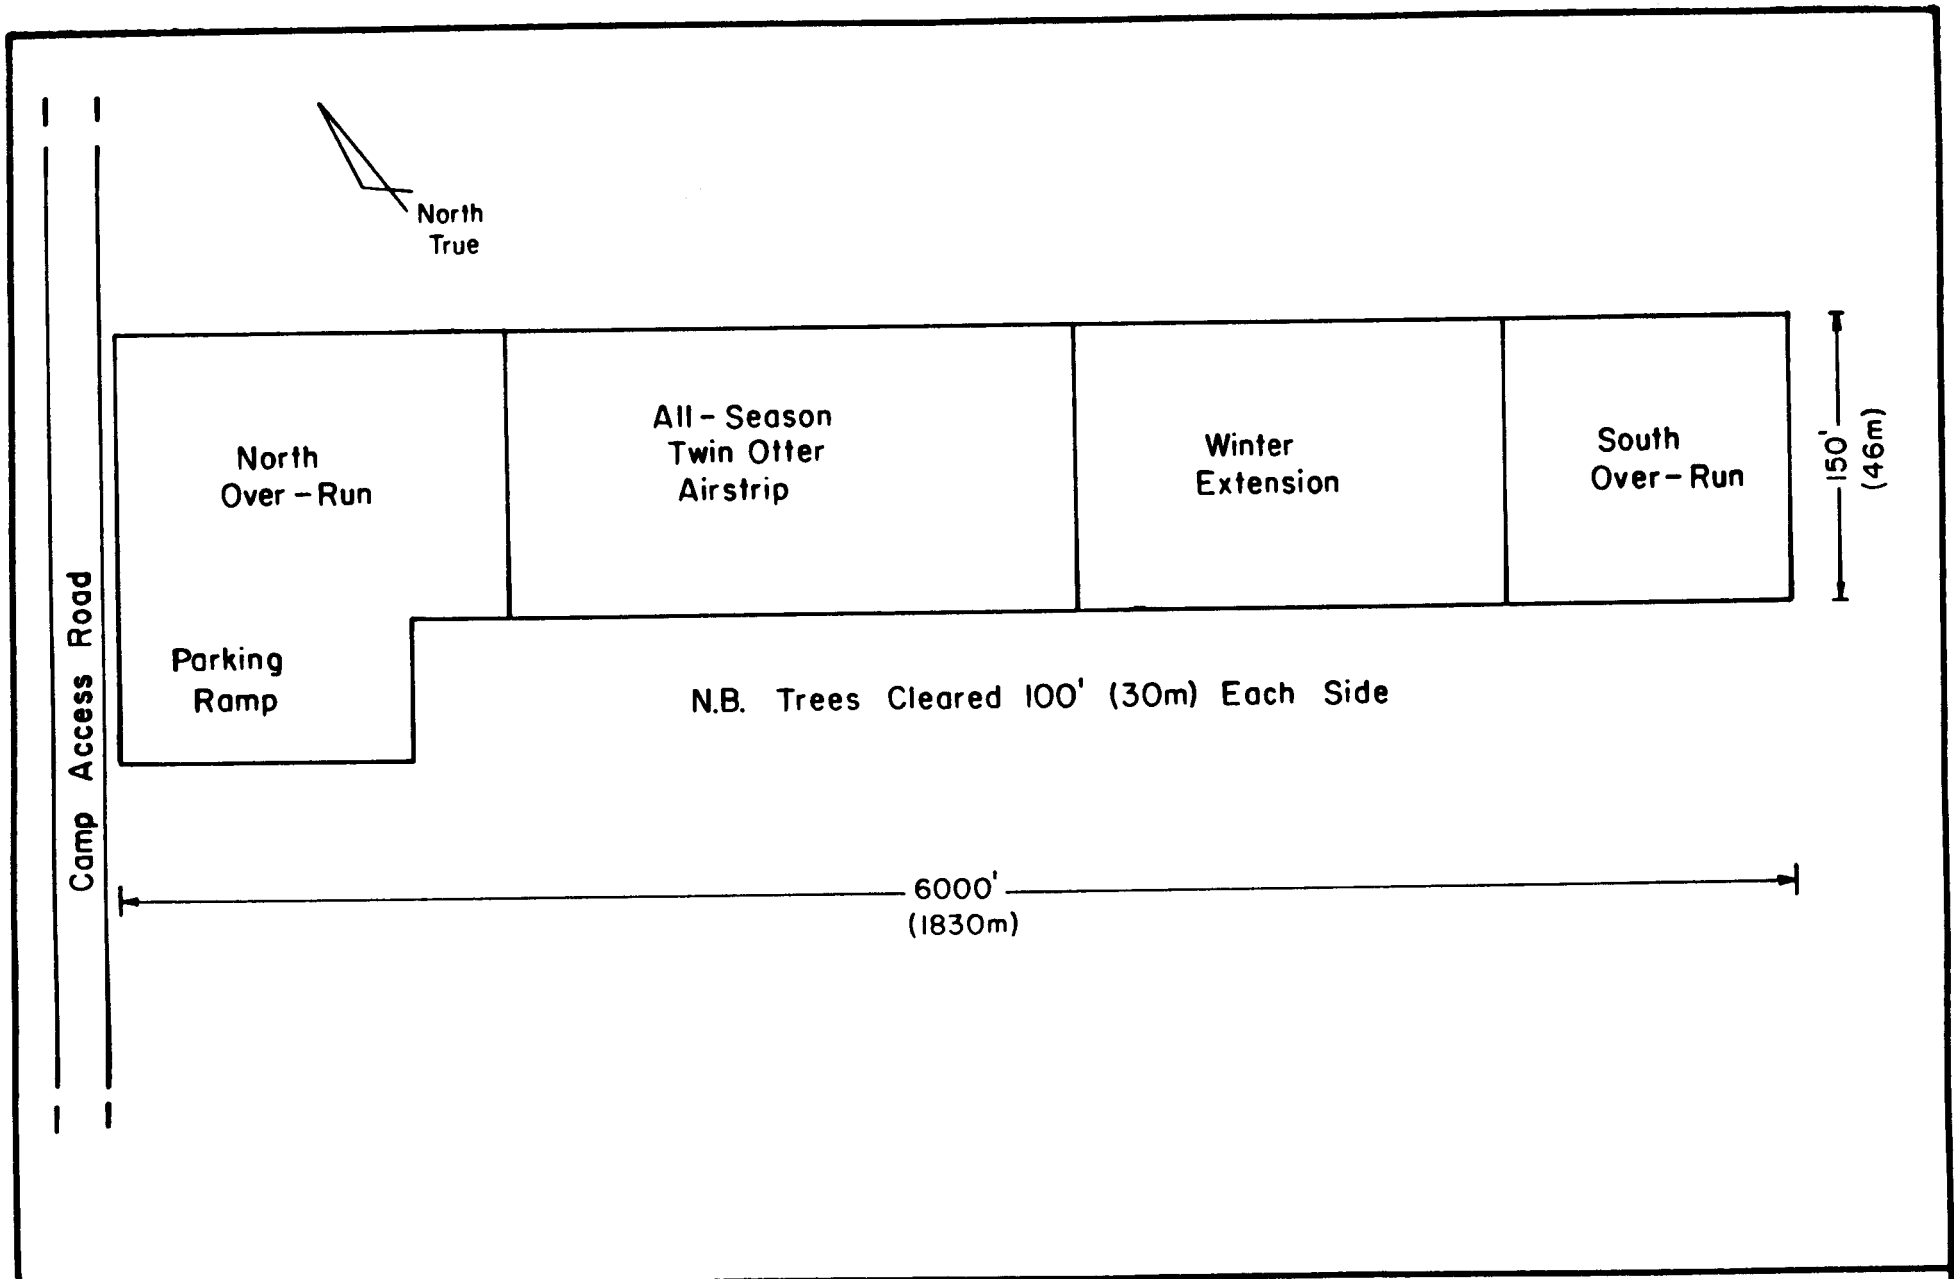 North
True
All-Season
Twin Otter
Airstrip
North
Over-Run
Winter
Extension
South
Over-Run
150'
(46m)
Parking
Ramp
Camp Access Road
N.B. Trees Cleared 100' (30m) Each Side
6000'
(1830m)